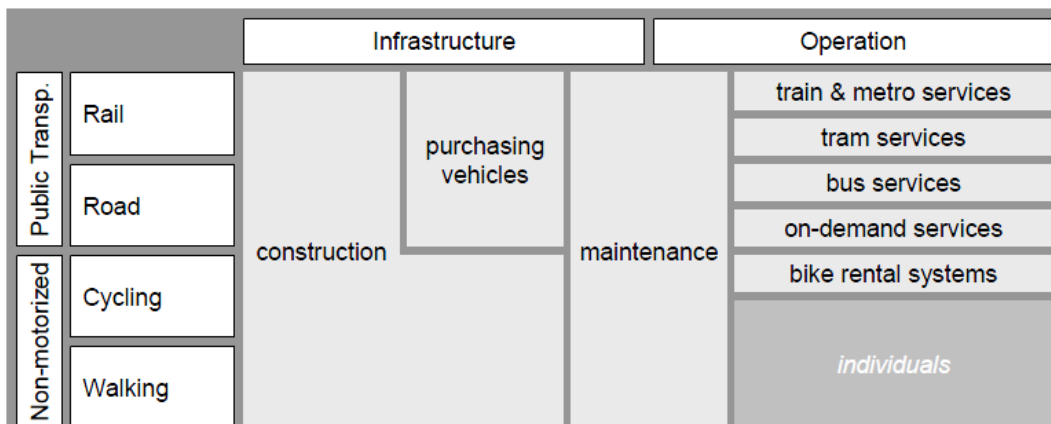 Infrastructure
Operation
Public Transp.
Rail
Road
Non-motorized
Cycling
Walking
construction
purchasing
vehicles
maintenance
train & metro services
tram services
bus services
on-demand services
bike rental systems
individuals